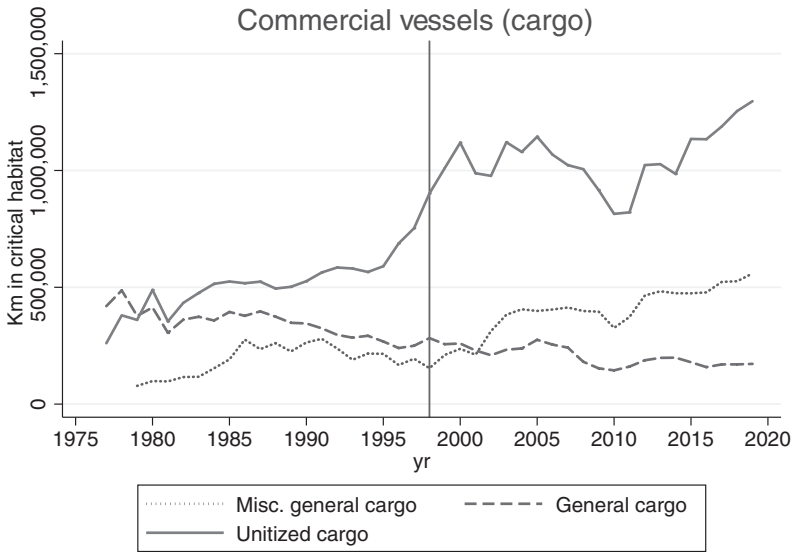 Commercial vessels (cargo)
Km in critical habitat
1,500,000
1,000,000
500,000
0
1975 1980 1985 1990 1995 2000 2005 2010 2015 2020
yr
Misc. general cargo General cargo
Unitized cargo